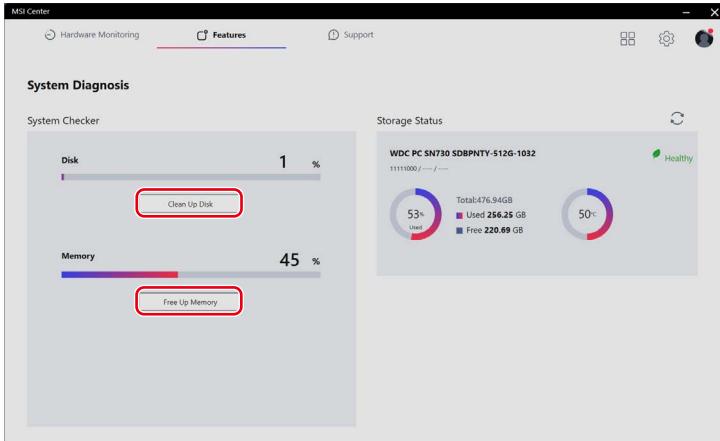 MSI Center
Hardware Monitoring
Features
Support
System Diagnosis
System Checker
Disk
1 %
Clean Up Disk
Memory
45 %
Free Up Memory
Storage Status
WDC PC SN730 SDBPNTY-512G-1032
Healthy
11111000 / ---- / ----
53%
Used
Total:476.94GB
Used 256.25 GB
Free 220.69 GB
50°C